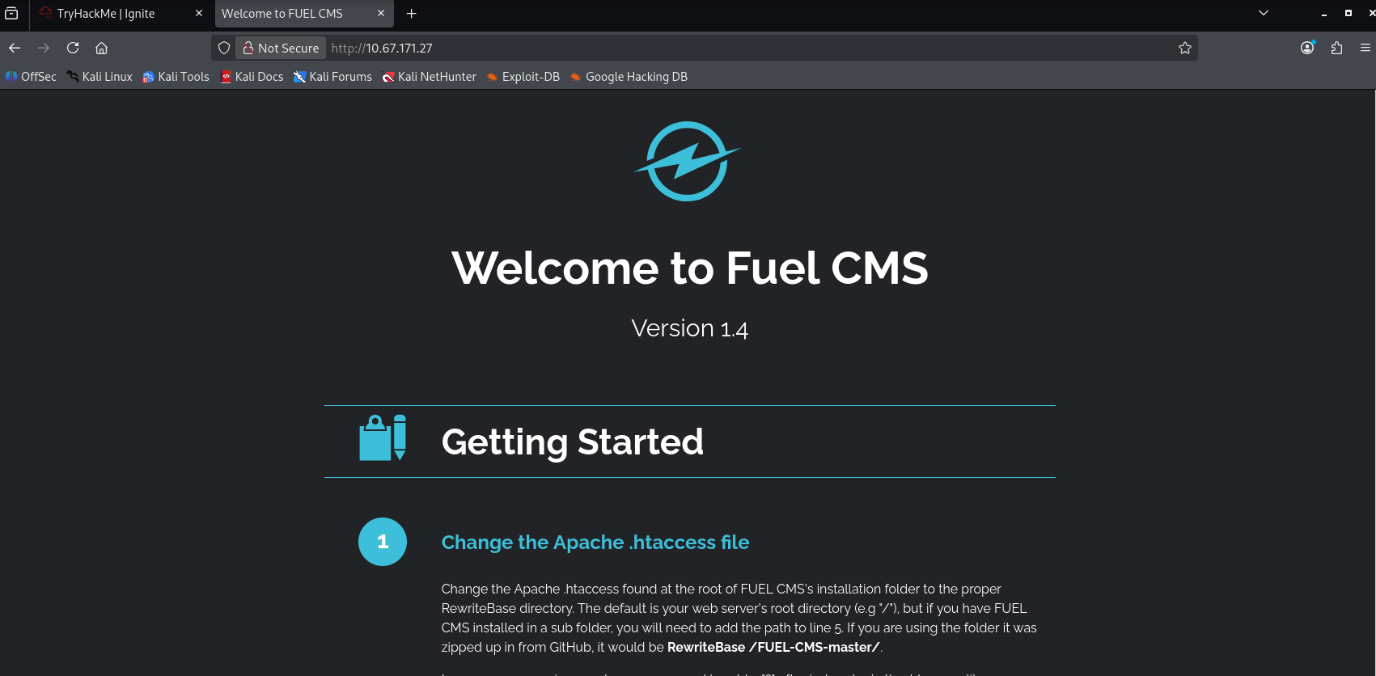 TryHackMe | Ignite
Welcome to FUEL CMS
Not Secure
http://10.67.171.27
OffSec
Kali Linux
Kali Tools
Kali Docs
Kali Forums
Kali NetHunter
Exploit-DB
Google Hacking DB
Welcome to Fuel CMS
Version 1.4
Getting Started
1
Change the Apache .htaccess file
Change the Apache .htaccess found at the root of FUEL CMS's installation folder to the proper
RewriteBase directory. The default is your web server's root directory (e.g "/"), but if you have FUEL
CMS installed in a sub folder, you will need to add the path to line 5. If you are using the folder it was
zipped up in from GitHub, it would be RewriteBase /FUEL-CMS-master/.